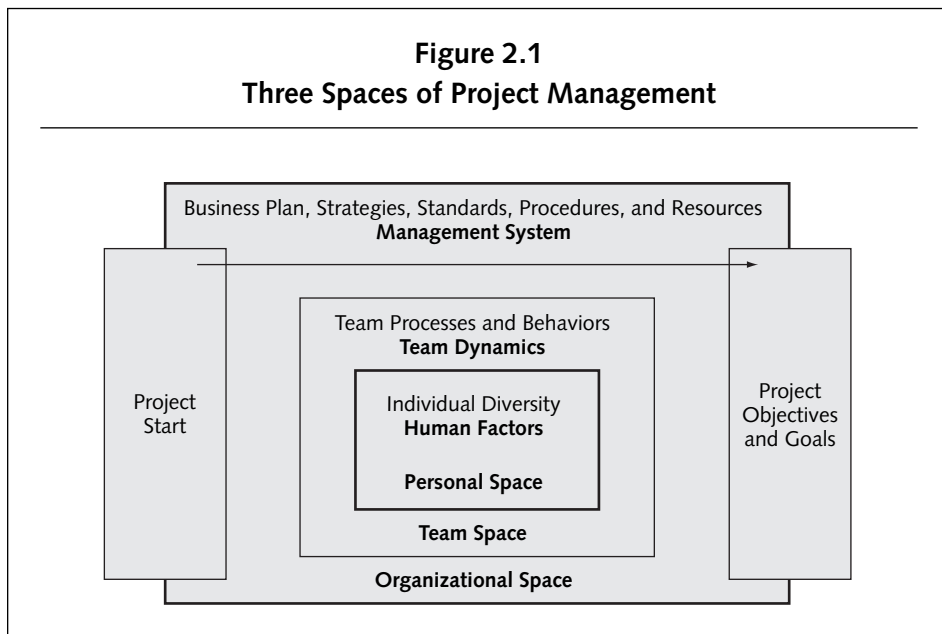 Figure 2.1
Three Spaces of Project Management
Business Plan, Strategies, Standards, Procedures, and Resources
Management System
Team Processes and Behaviors
Team Dynamics
Individual Diversity
Human Factors
Personal Space
Team Space
Organizational Space
Project
Start
Project
Objectives
and Goals